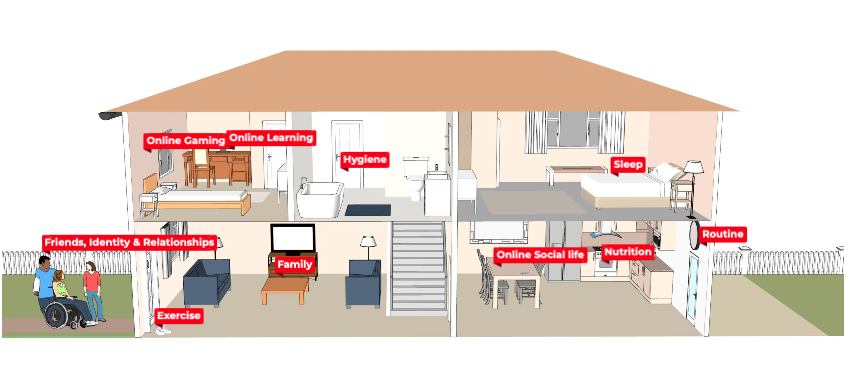 Online Gaming
Online Learning
Hygiene
Sleep
Friends, Identity & Relationships
Family
Online Social life
Nutrition
Routine
Exercise